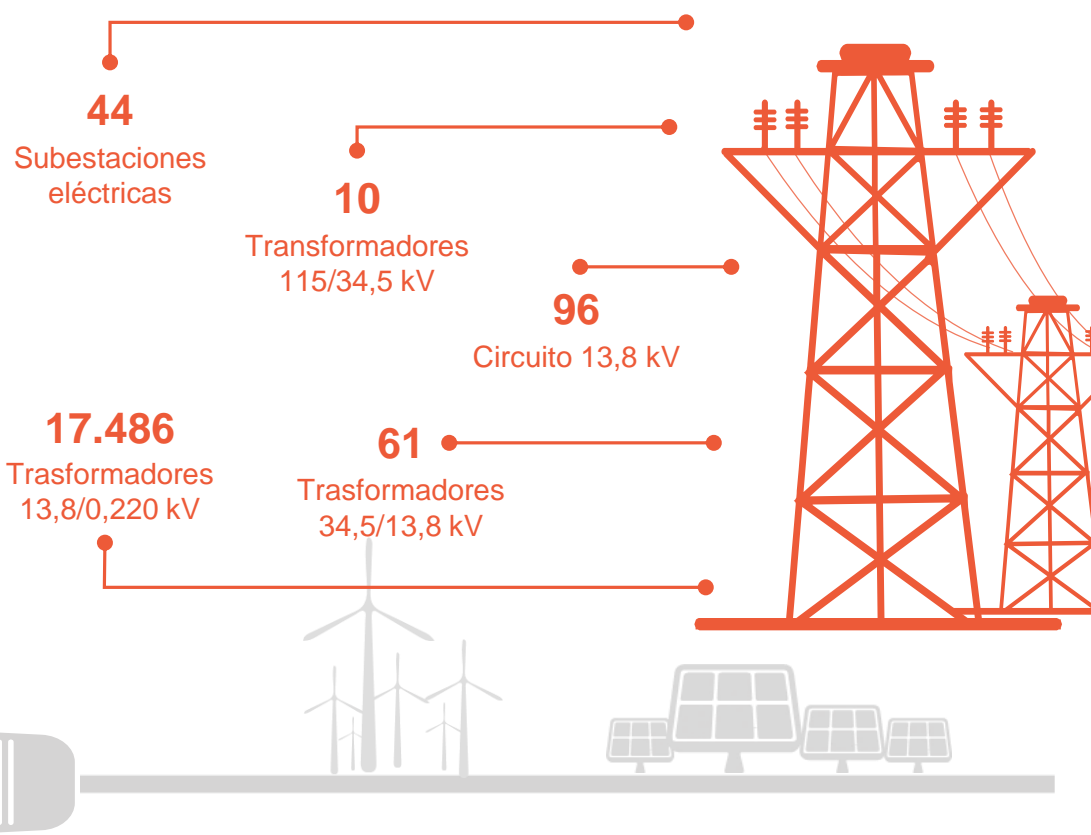 44
Subestaciones
eléctricas
10
Transformadores
115/34,5 kV
96
Circuito 13,8 kV
17.486
Trasformadores
13,8/0,220 kV
61
Trasformadores
34,5/13,8 kV